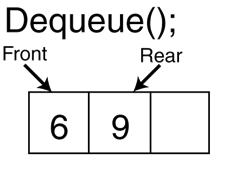 Dequeue();
Front Rear
6 9